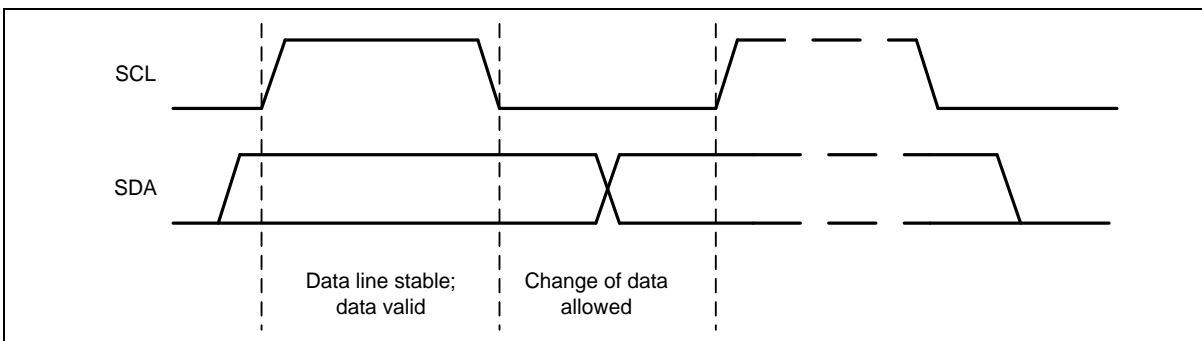 SCL
SDA
Data line stable;
data valid
Change of data
allowed